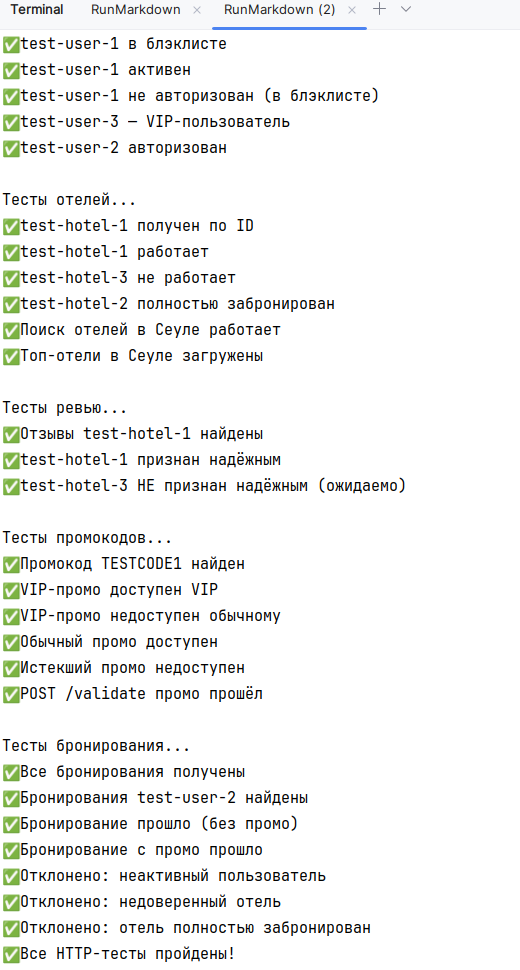 Terminal RunMarkdown × RunMarkdown (2) ×
✅test-user-1 в блэклисте
✅test-user-1 активен
✅test-user-1 не авторизован (в блэклисте)
✅test-user-3 — VIP-пользователь
✅test-user-2 авторизован
Тесты отелей...
✅test-hotel-1 получен по ID
✅test-hotel-1 работает
✅test-hotel-3 не работает
✅test-hotel-2 полностью забронирован
✅Поиск отелей в Сеуле работает
✅Топ-отели в Сеуле загружены
Тесты ревью...
✅Отзывы test-hotel-1 найдены
✅test-hotel-1 признан надёжным
✅test-hotel-3 НЕ признан надёжным (ожидаемо)
Тесты промокодов...
✅Промокод TESTCODE1 найден
✅VIP-промо доступен VIP
✅VIP-промо недоступен обычному
✅Обычный промо доступен
✅Истекший промо недоступен
✅POST /validate промо прошёл
Тесты бронирования...
✅Все бронирования получены
✅Бронирования test-user-2 найдены
✅Бронирование прошло (без промо)
✅Бронирование с промо прошло
✅Отклонено: неактивный пользователь
✅Отклонено: недоверенный отель
✅Отклонено: отель полностью забронирован
✅Все HTTP-тесты пройдены!